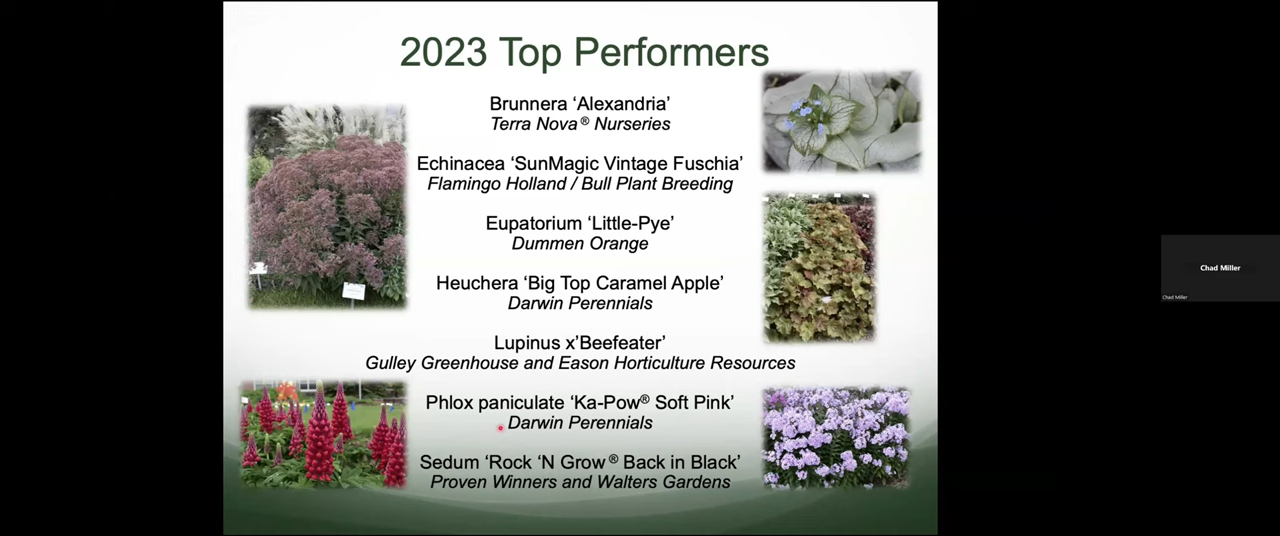 2023 Top Performers
Brunnera ‘Alexandria’
Terra Nova® Nurseries
Echinacea ‘SunMagic Vintage Fuschia’
Flamingo Holland / Bull Plant Breeding
Eupatorium ‘Little-Pye’
Dummen Orange
Heuchera ‘Big Top Caramel Apple’
Darwin Perennials
Lupinus x’Beefeater’
Gulley Greenhouse and Eason Horticulture Resources
Phlox paniculate ‘Ka-Pow® Soft Pink’
Darwin Perennials
Sedum ‘Rock ‘N Grow® Back in Black’
Proven Winners and Walters Gardens
Chad Miller
Chad Miller